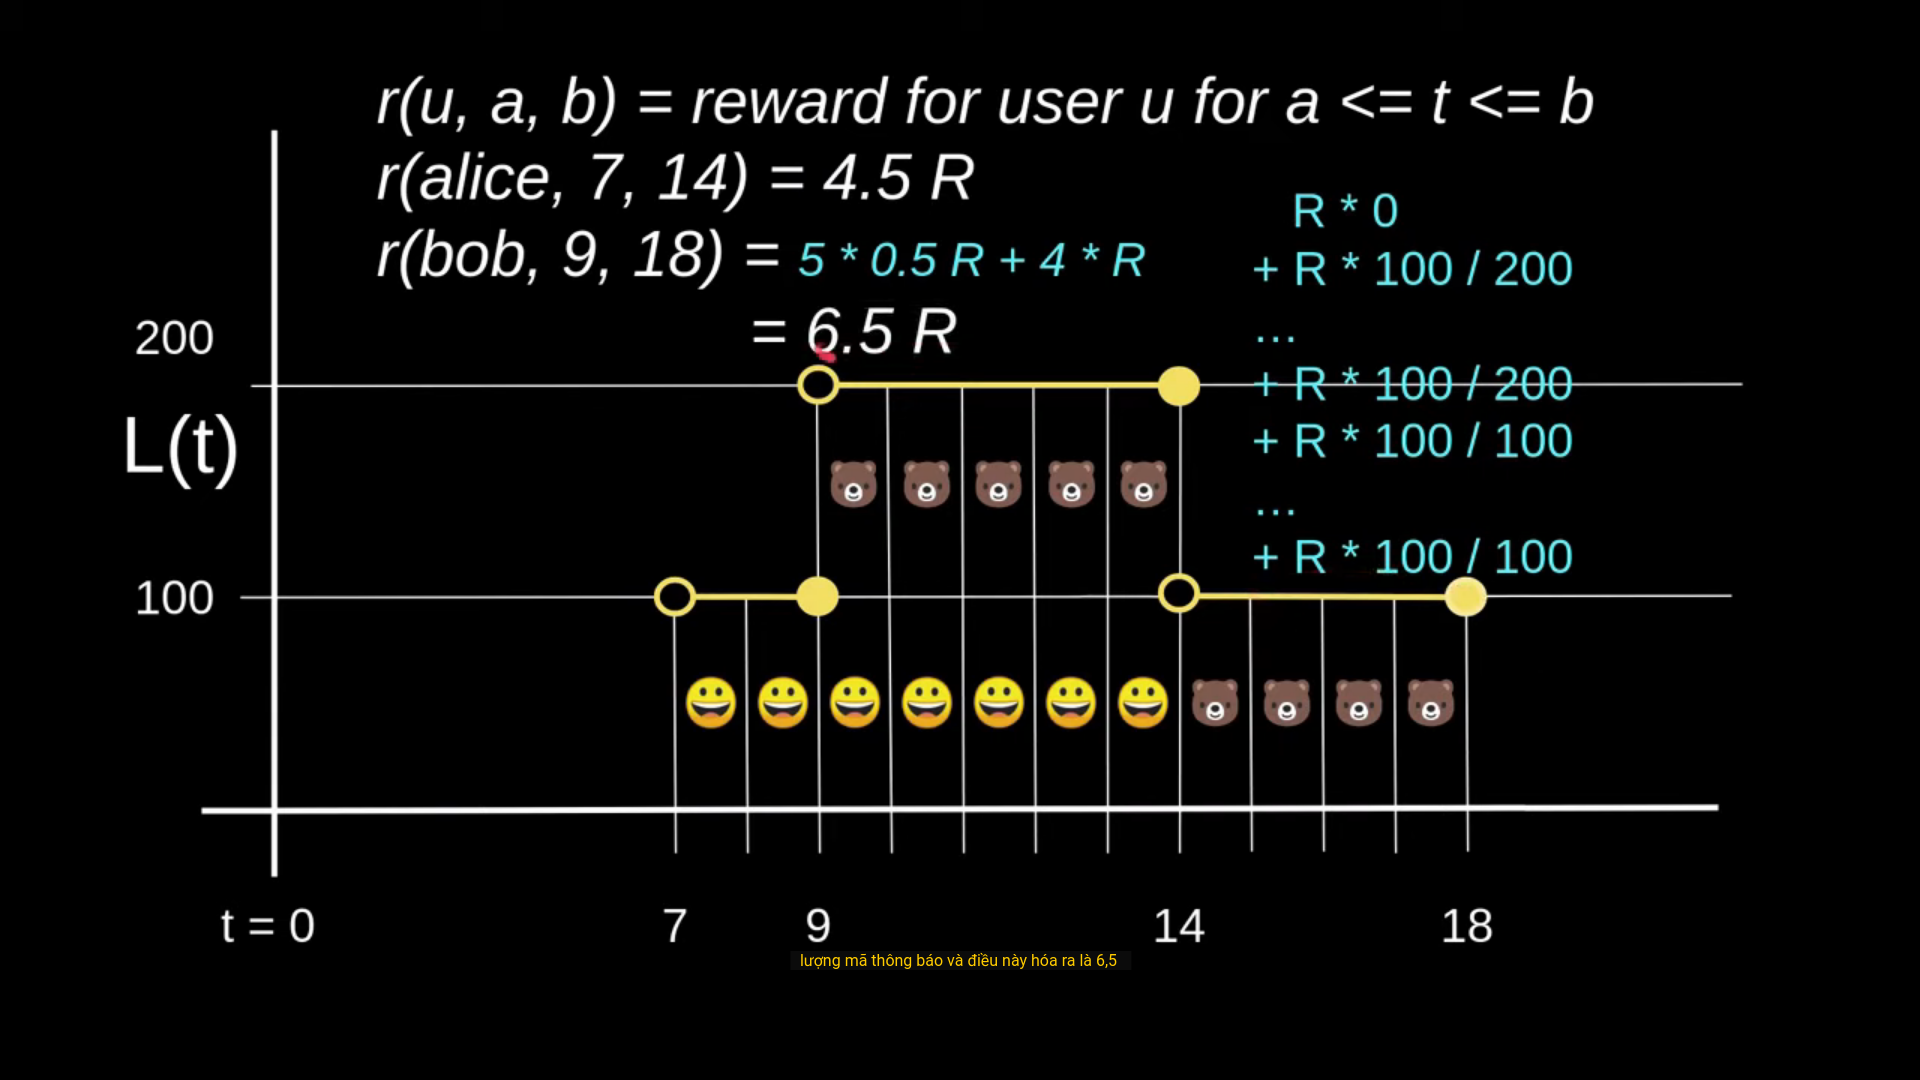 r(u, a, b) = reward for user u for a <= t <= b
r(alice, 7, 14) = 4.5 R
r(bob, 9, 18) = 5 * 0.5 R + 4 * R
= 6.5 R
R * 0
+ R * 100 / 200
...
+ R * 100 / 200
+ R * 100 / 100
...
+ R * 100 / 100
200
L(t)
100
t = 0 7 9 14 18
lượng mã thông báo và điều này hóa ra là 6,5